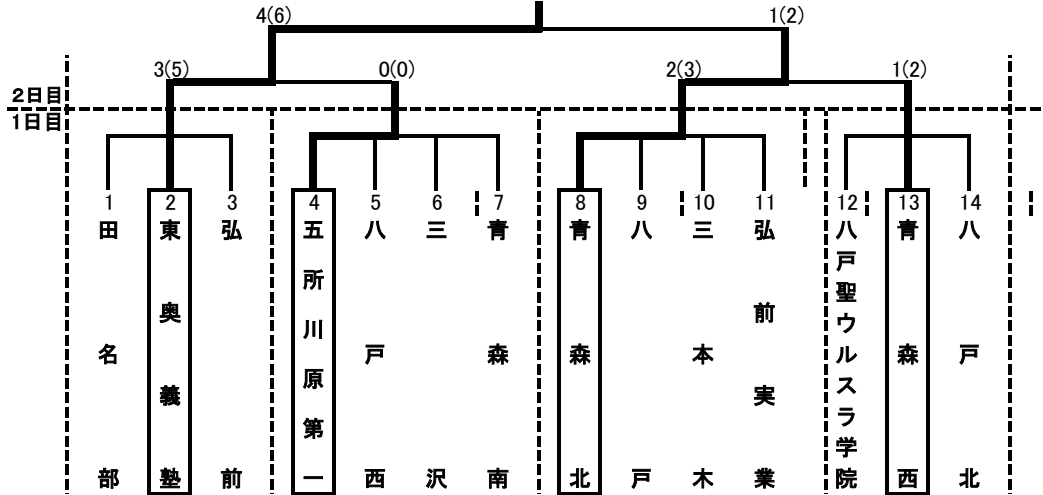 4(6) 1(2)
3(5) 0(0) 2(3) 1(2)
2日目
1日目
1 2 3 4 5 6 7 8 9 10 11 12 13 14
田名部
東奥義塾
弘前
五所川原第一
八戸西
三沢
青森南
青森北
八戸
三本木
弘前実業
八戸聖ウルスラ学院
青森西
八戸北